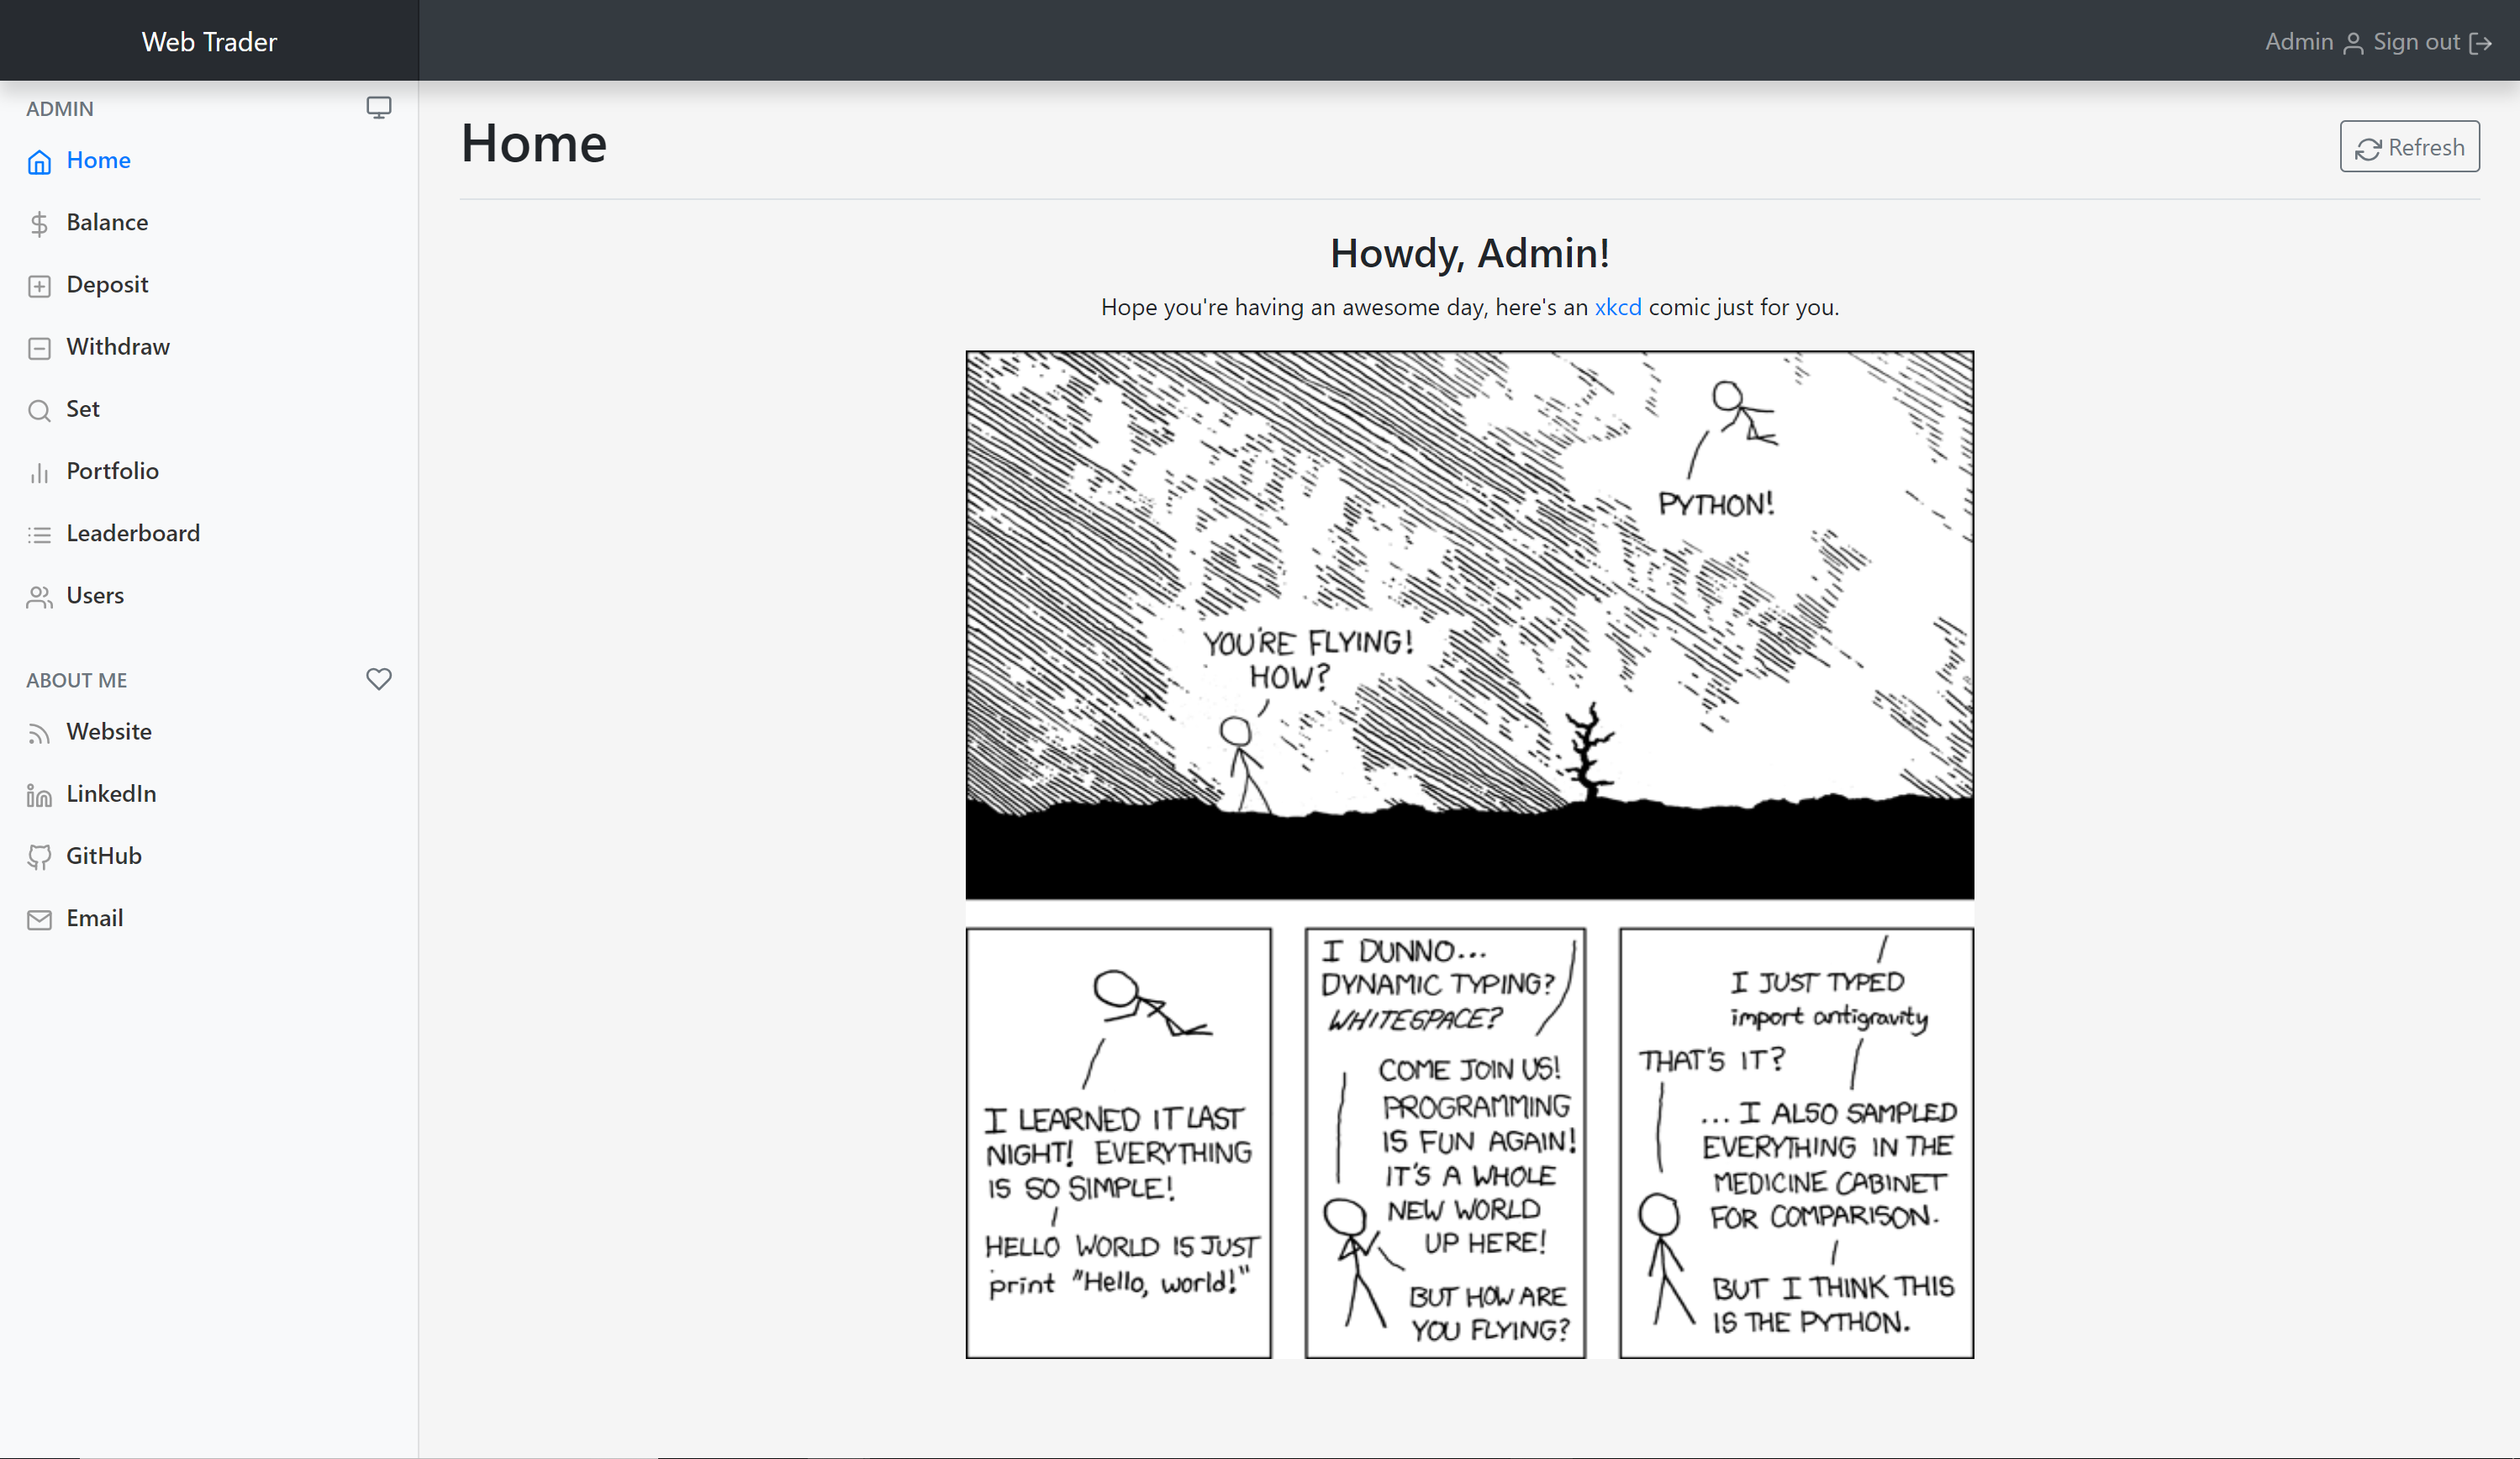 Web Trader
Admin Sign out
ADMIN
Home
Balance
Deposit
Withdraw
Set
Portfolio
Leaderboard
Users
ABOUT ME
Website
LinkedIn
GitHub
Email
Home
Refresh
Howdy, Admin!
Hope you're having an awesome day, here's an xkcd comic just for you.
PYTHON!
YOU'RE FLYING!
HOW?
I LEARNED IT LAST
NIGHT! EVERYTHING
IS SO SIMPLE!
HELLO WORLD IS JUST
print "Hello, world!"
I DUNNO...
DYNAMIC TYPING?
WHITESPACE?
COME JOIN US!
PROGRAMMING
IS FUN AGAIN!
IT'S A WHOLE
NEW WORLD
UP HERE!
BUT HOW ARE
YOU FLYING?
I JUST TYPED
import antigravity
THAT'S IT?
... I ALSO SAMPLED
EVERYTHING IN THE
MEDICINE CABINET
FOR COMPARISON.
BUT I THINK THIS
IS THE PYTHON.